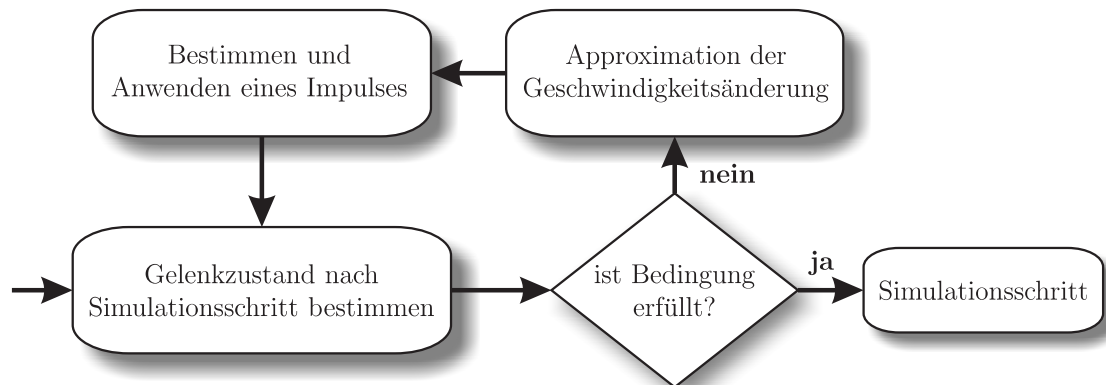 Bestimmen und
Anwenden eines Impulses
Approximation der
Geschwindigkeitsänderung
nein
Gelenkzustand nach
Simulationsschritt bestimmen
ist Bedingung
erfüllt?
ja
Simulationsschritt